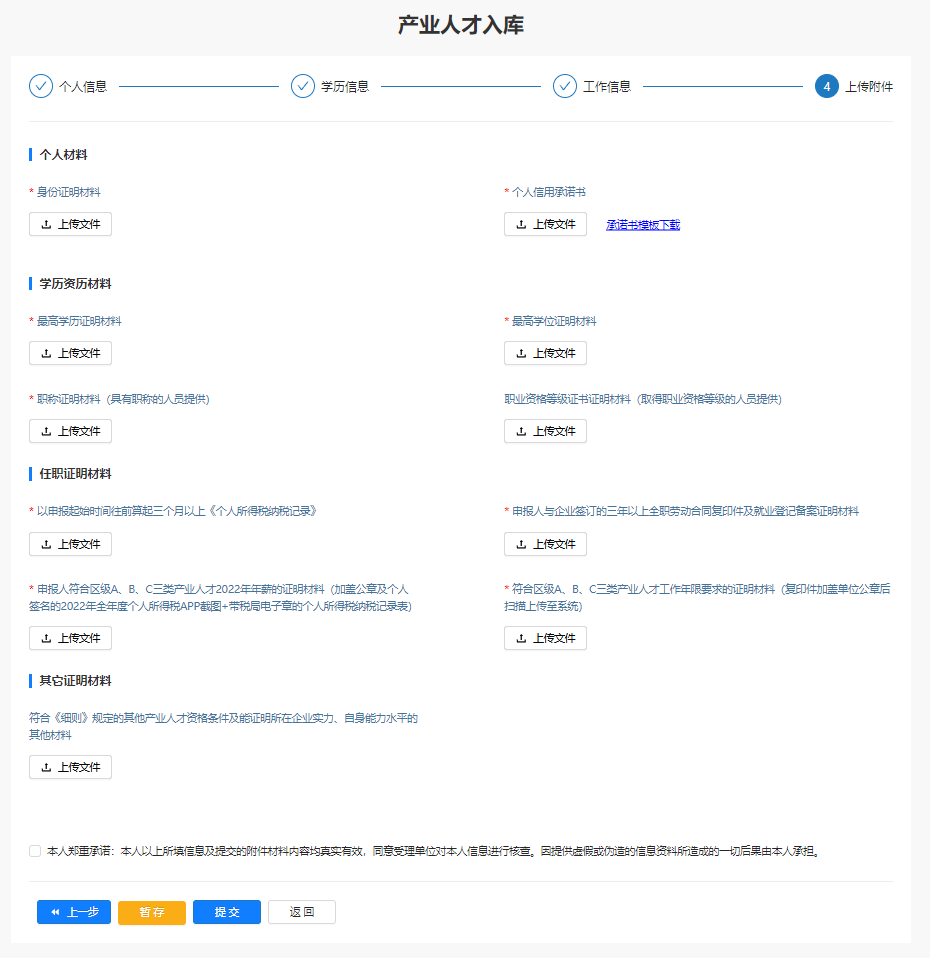 产业人才入库
个人信息
学历信息
工作信息
4 上传附件
个人材料
* 身份证明材料
* 个人信用承诺书
上传文件
上传文件
承诺书模板下载
学历资历材料
* 最高学历证明材料
* 最高学位证明材料
上传文件
上传文件
* 职称证明材料（具有职称的人员提供）
职业资格等级证书证明材料（取得职业资格等级的人员提供）
上传文件
上传文件
任职证明材料
* 以申报起始时间往前算起三个月以上《个人所得税纳税记录》
* 申报人与企业签订的三年以上全职劳动合同复印件及就业登记备案证明材料
上传文件
上传文件
* 申报人符合区级A、B、C三类产业人才2022年年薪的证明材料（加盖公章及个人
签名的2022年全年度个人所得税APP截图+带税局电子章的个人所得税纳税记录表）
* 符合区级A、B、C三类产业人才工作年限要求的证明材料（复印件加盖单位公章后
扫描上传至系统）
上传文件
上传文件
其它证明材料
符合《细则》规定的其他产业人才资格条件及能证明所在企业实力、自身能力水平的
其他材料
上传文件
本人郑重承诺：本人以上所填信息及提交的附件材料内容均真实有效，同意受理单位对本人信息进行核查。因提供虚假或伪造的信息资料所造成的一切后果由本人承担。
上一步
暂存
提交
返回